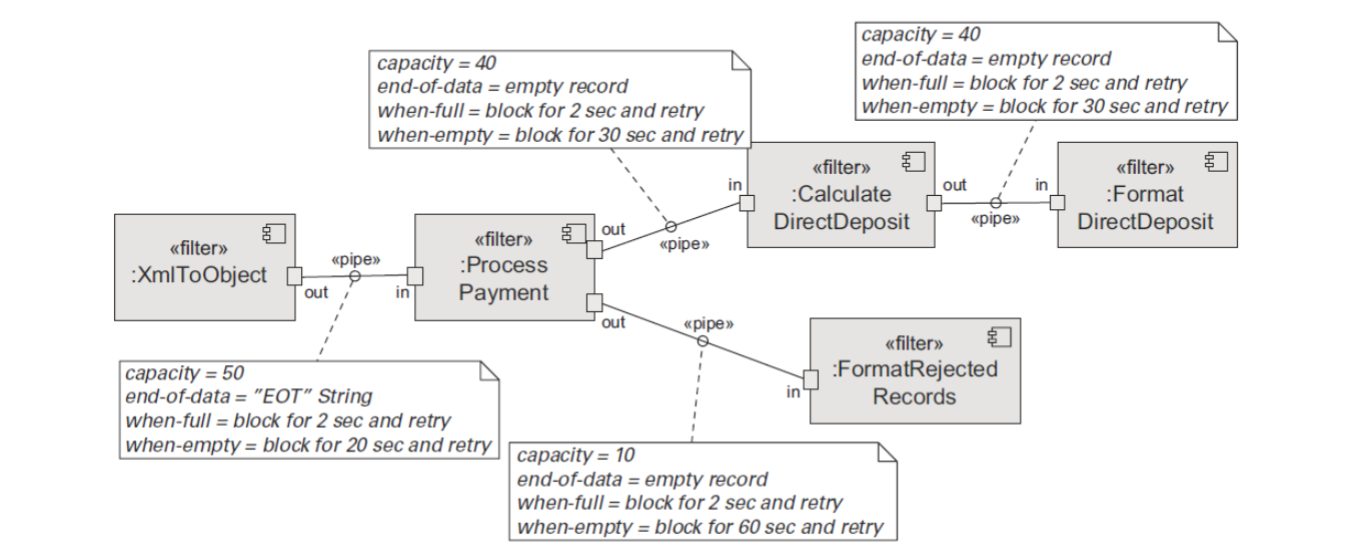 capacity = 40
end-of-data = empty record
when-full = block for 2 sec and retry
when-empty = block for 30 sec and retry
capacity = 40
end-of-data = empty record
when-full = block for 2 sec and retry
when-empty = block for 30 sec and retry
«filter»
:XmlToObject
out
«pipe»
in
«filter»
:Process
Payment
out
out
«pipe»
in
«filter»
:Calculate
DirectDeposit
out
«pipe»
in
«filter»
:Format
DirectDeposit
«pipe»
in
«filter»
:FormatRejected
Records
capacity = 50
end-of-data = "EOT" String
when-full = block for 2 sec and retry
when-empty = block for 20 sec and retry
capacity = 10
end-of-data = empty record
when-full = block for 2 sec and retry
when-empty = block for 60 sec and retry